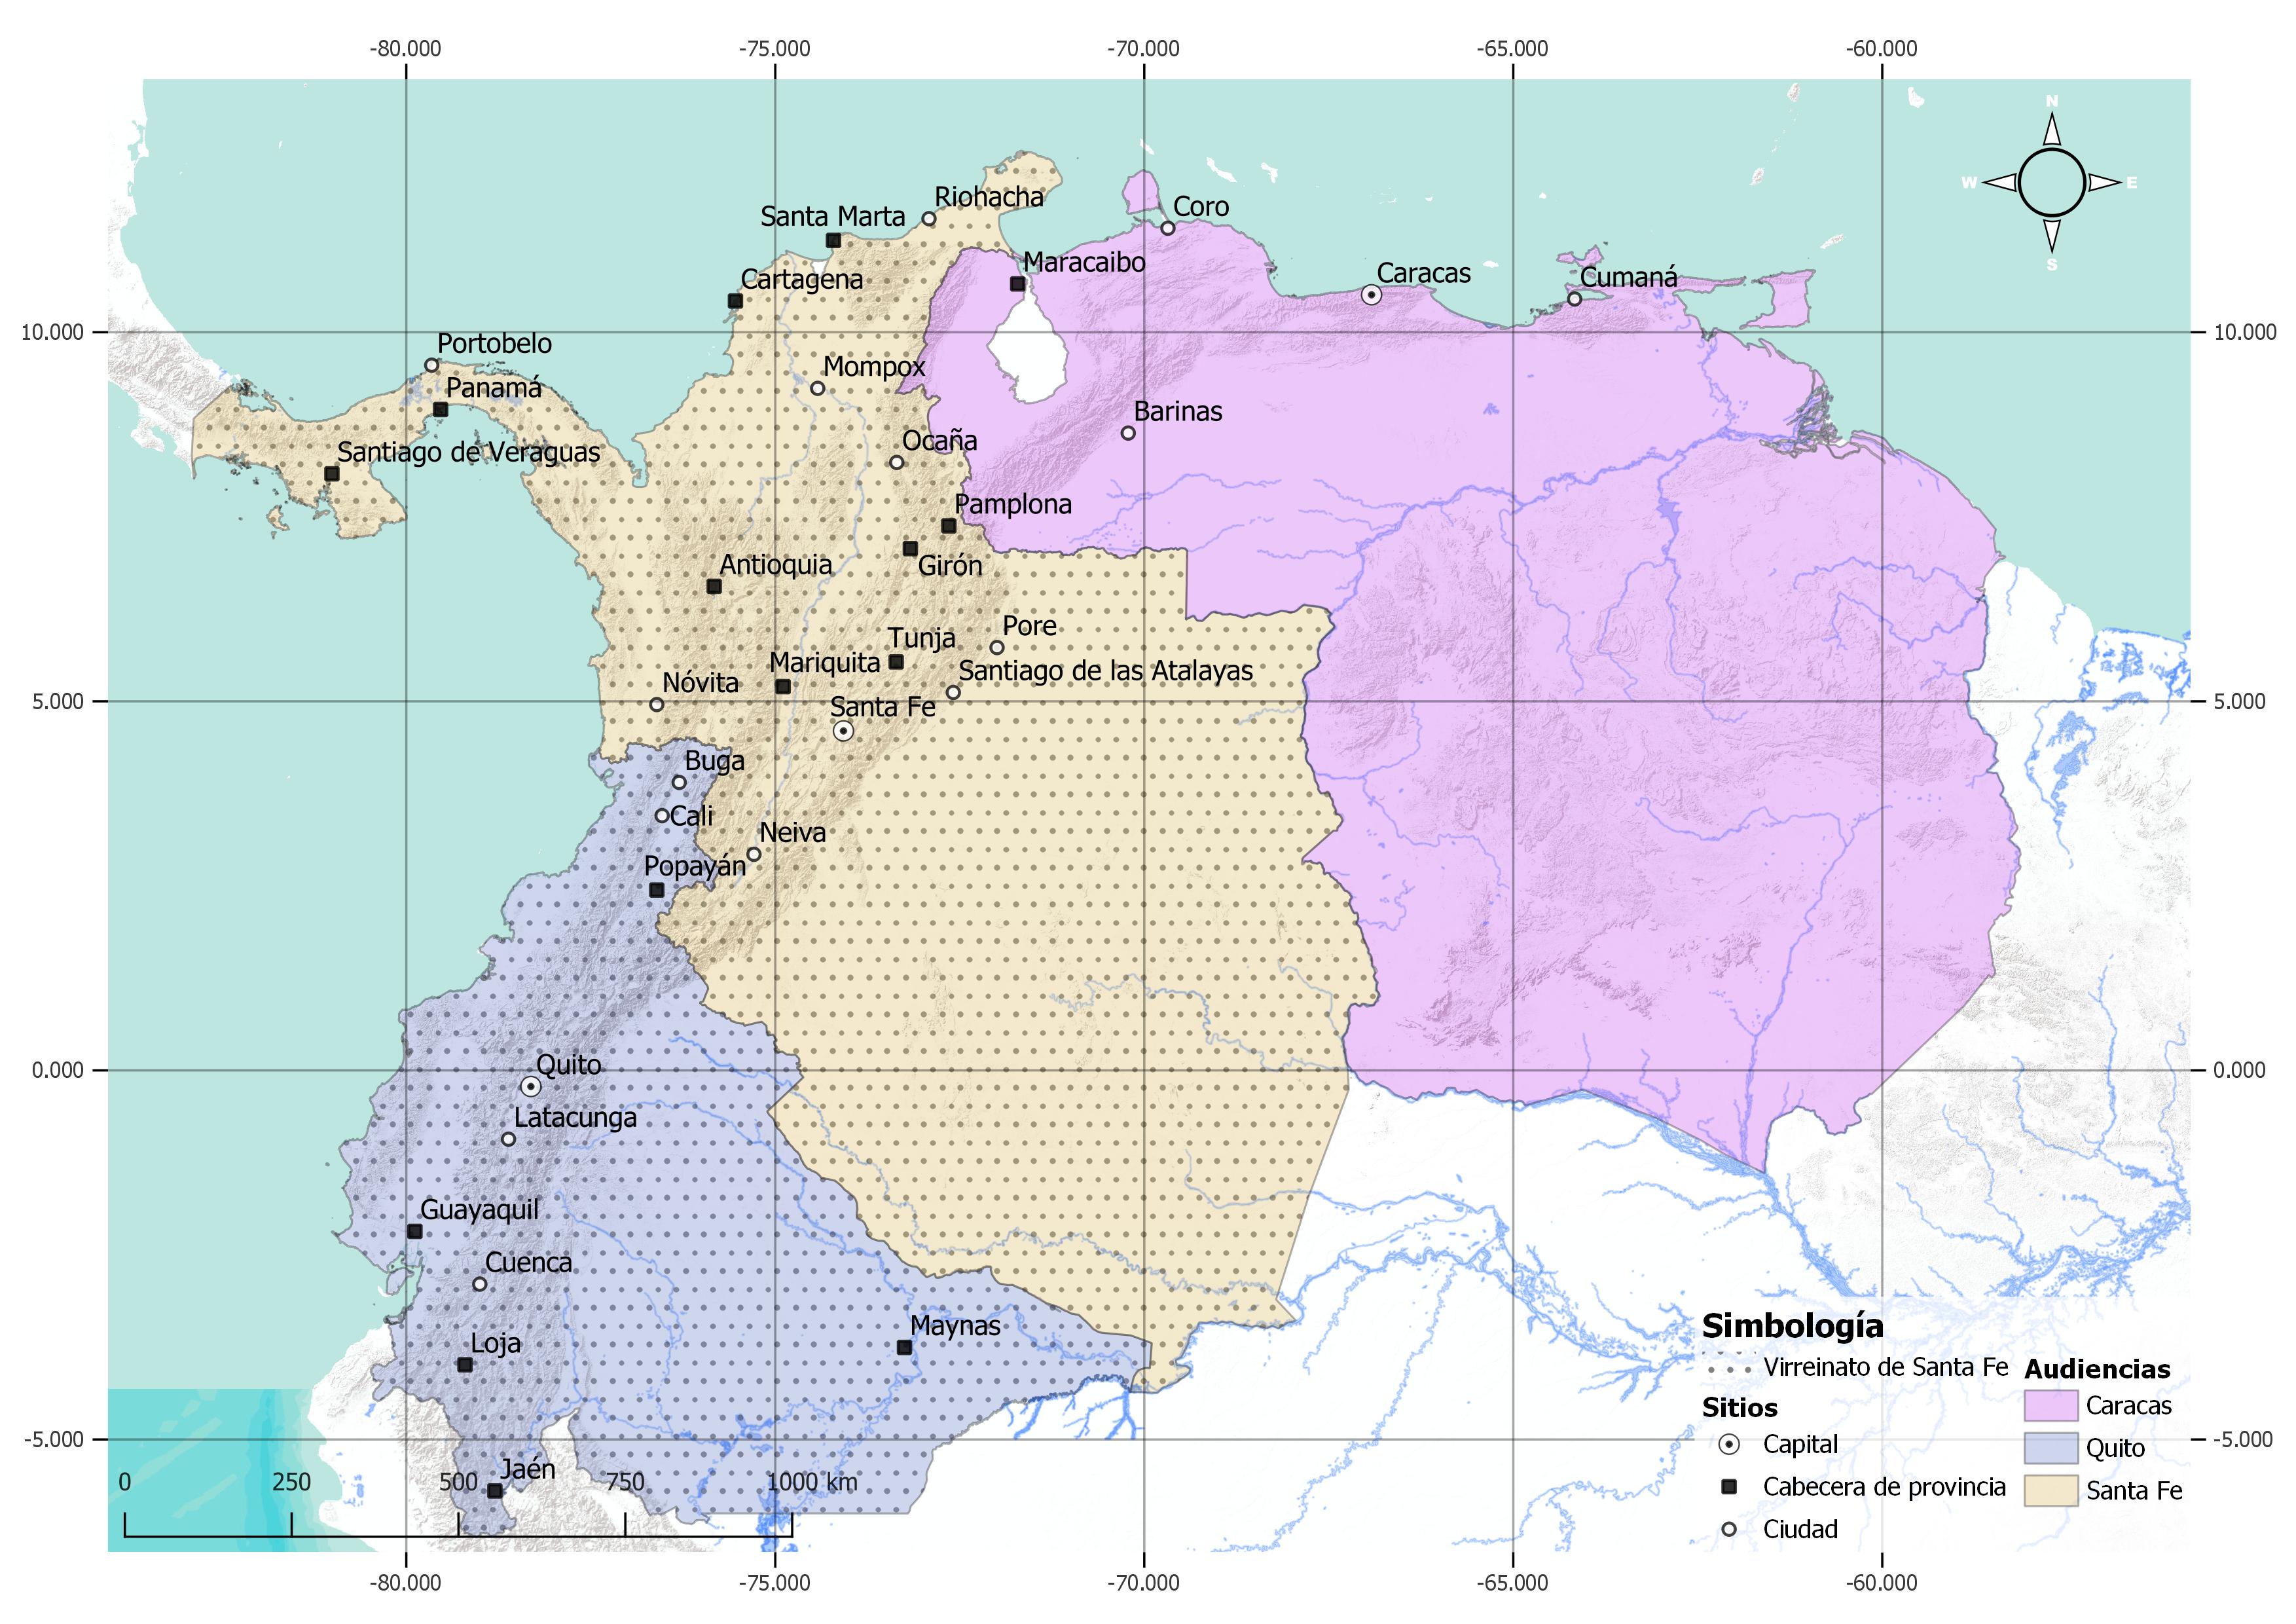 -80.000 -75.000 -70.000 -65.000 -60.000
N
W E
S
Riohacha
Santa Marta
Coro
Maracaibo
Caracas
Cumaná
Cartagena
10.000 10.000
Portobelo
Mompox
Panamá
Barinas
Ocaña
Santiago de Veraguas
Pamplona
Antioquia
Girón
Pore
Tunja
Mariquita
Santiago de las Atalayas
Nóvita
5.000 5.000
Santa Fe
Buga
Cali
Neiva
Popayán
Quito
0.000 0.000
Latacunga
Guayaquil
Cuenca
Maynas
Loja
Simbología
Virreinato de Santa Fe
Audiencias
Sitios
Caracas
Capital
Quito
-5.000 -5.000
Cabecera de provincia
Santa Fe
Ciudad
Jaén
0 250 500 750 1000 km
-80.000 -75.000 -70.000 -65.000 -60.000